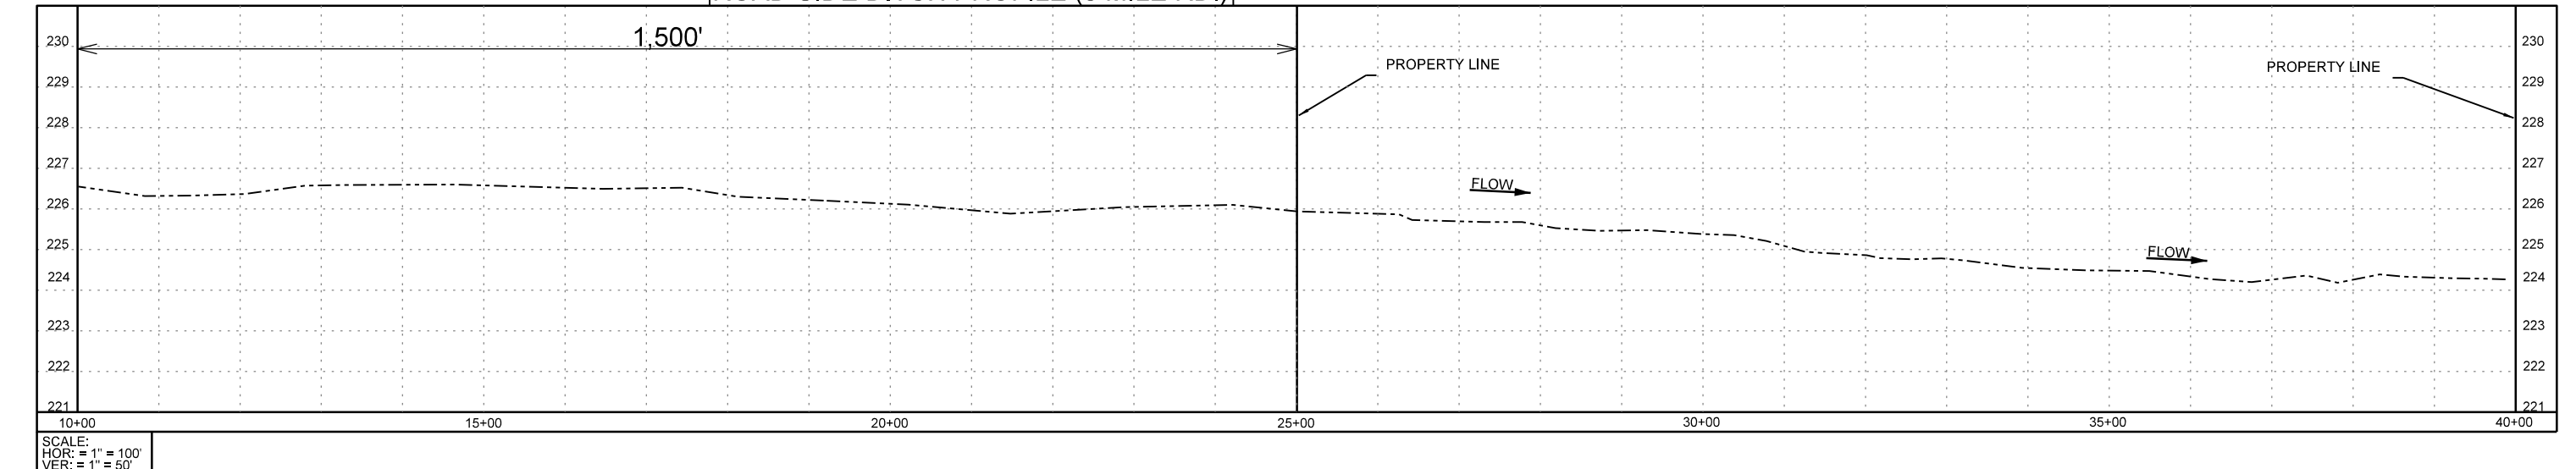 1,500'
PROPERTY LINE
PROPERTY LINE
FLOW
FLOW
230
229
228
227
226
225
224
223
222
221
230
229
228
227
226
225
224
223
222
221
10+00 15+00 20+00 25+00 30+00 35+00 40+00
SCALE:
HOR: = 1" = 100'
VER: = 1" = 50'